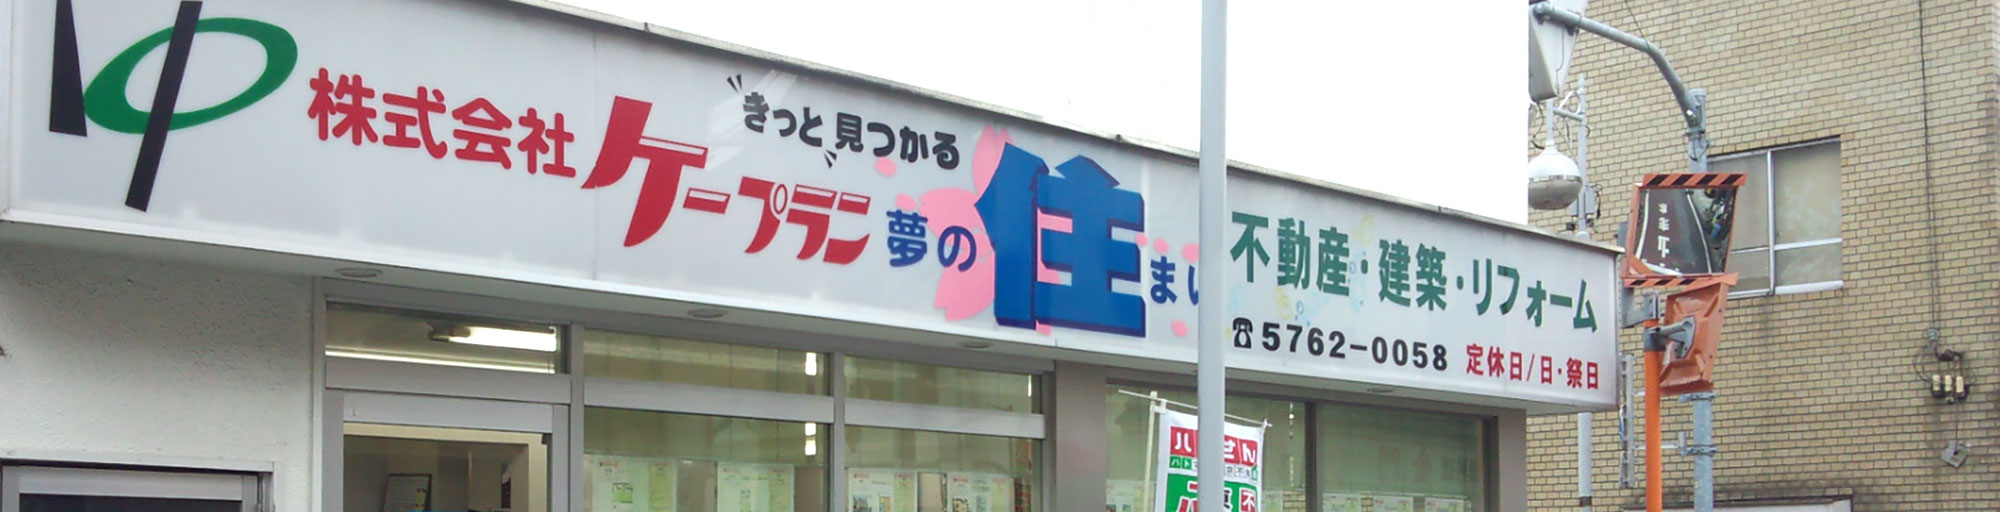 株式会社ケープラン
"きっと"見つかる
夢の住まい
不動産・建築・リフォーム
☎5762-0058 定休日/日・祭日